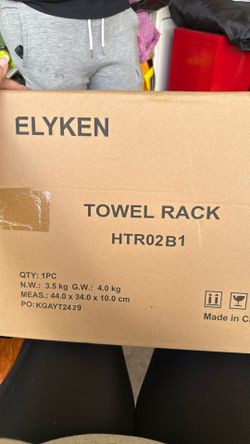 ELYKEN
TOWEL RACK
HTR02B1
QTY: 1PC
N.W.: 3.5 kg G.W.: 4.0 kg
MEAS.: 44.0 x 34.0 x 10.0 cm
PO: KGAYT2429
Made in C